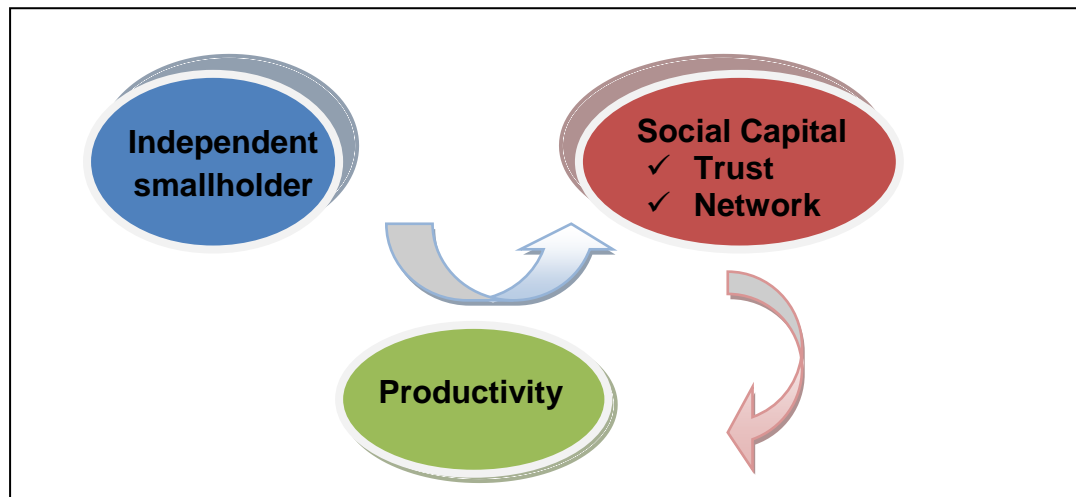 Independent
smallholder
Social Capital
✓ Trust
✓ Network
Productivity